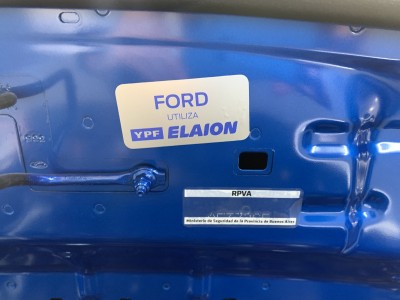 FORD
UTILIZA
YPF ELAION
RPVA
Ministerio de Seguridad de la Provincia de Buenos Aires